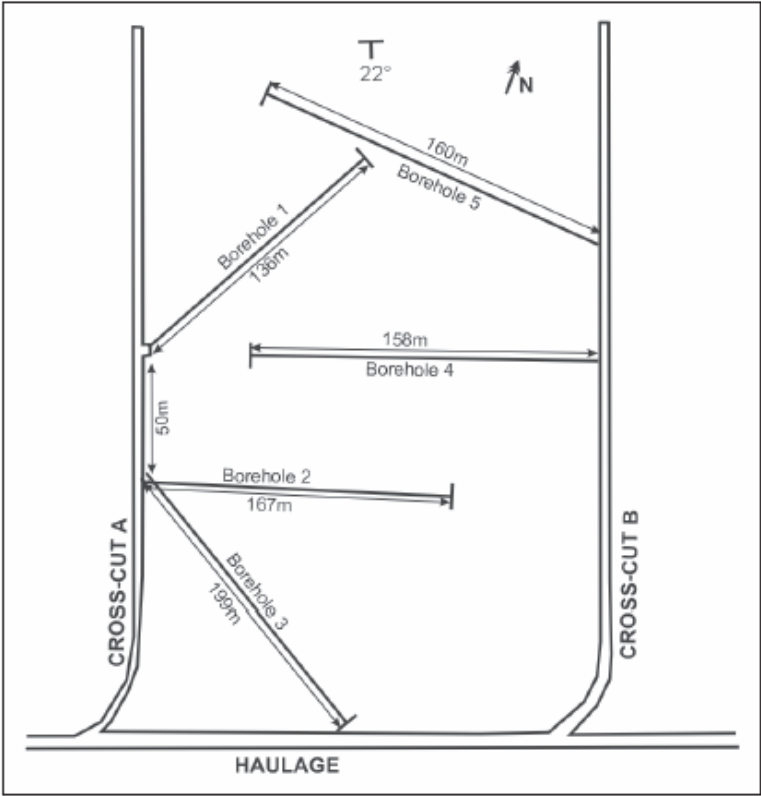 22°
N
160m
Borehole 5
Borehole 1
136m
158m
Borehole 4
50m
Borehole 2
167m
Borehole 3
199m
CROSS-CUT A
CROSS-CUT B
HAULAGE